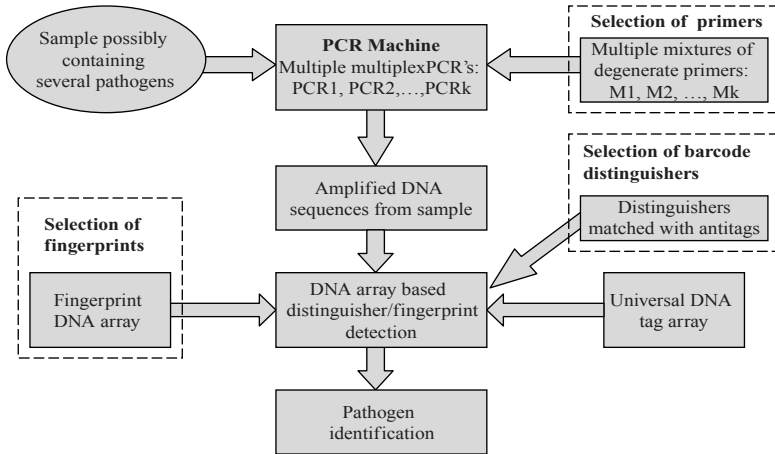 Sample possibly
containing
several pathogens
PCR Machine
Multiple multiplexPCR's:
PCR1, PCR2,…,PCRk
Selection of primers
Multiple mixtures of
degenerate primers:
M1, M2, …, Mk
Amplified DNA
sequences from sample
Selection of barcode
distinguishers
Distinguishers
matched with antitags
Selection of
fingerprints
Fingerprint
DNA array
DNA array based
distinguisher/fingerprint
detection
Universal DNA
tag array
Pathogen
identification